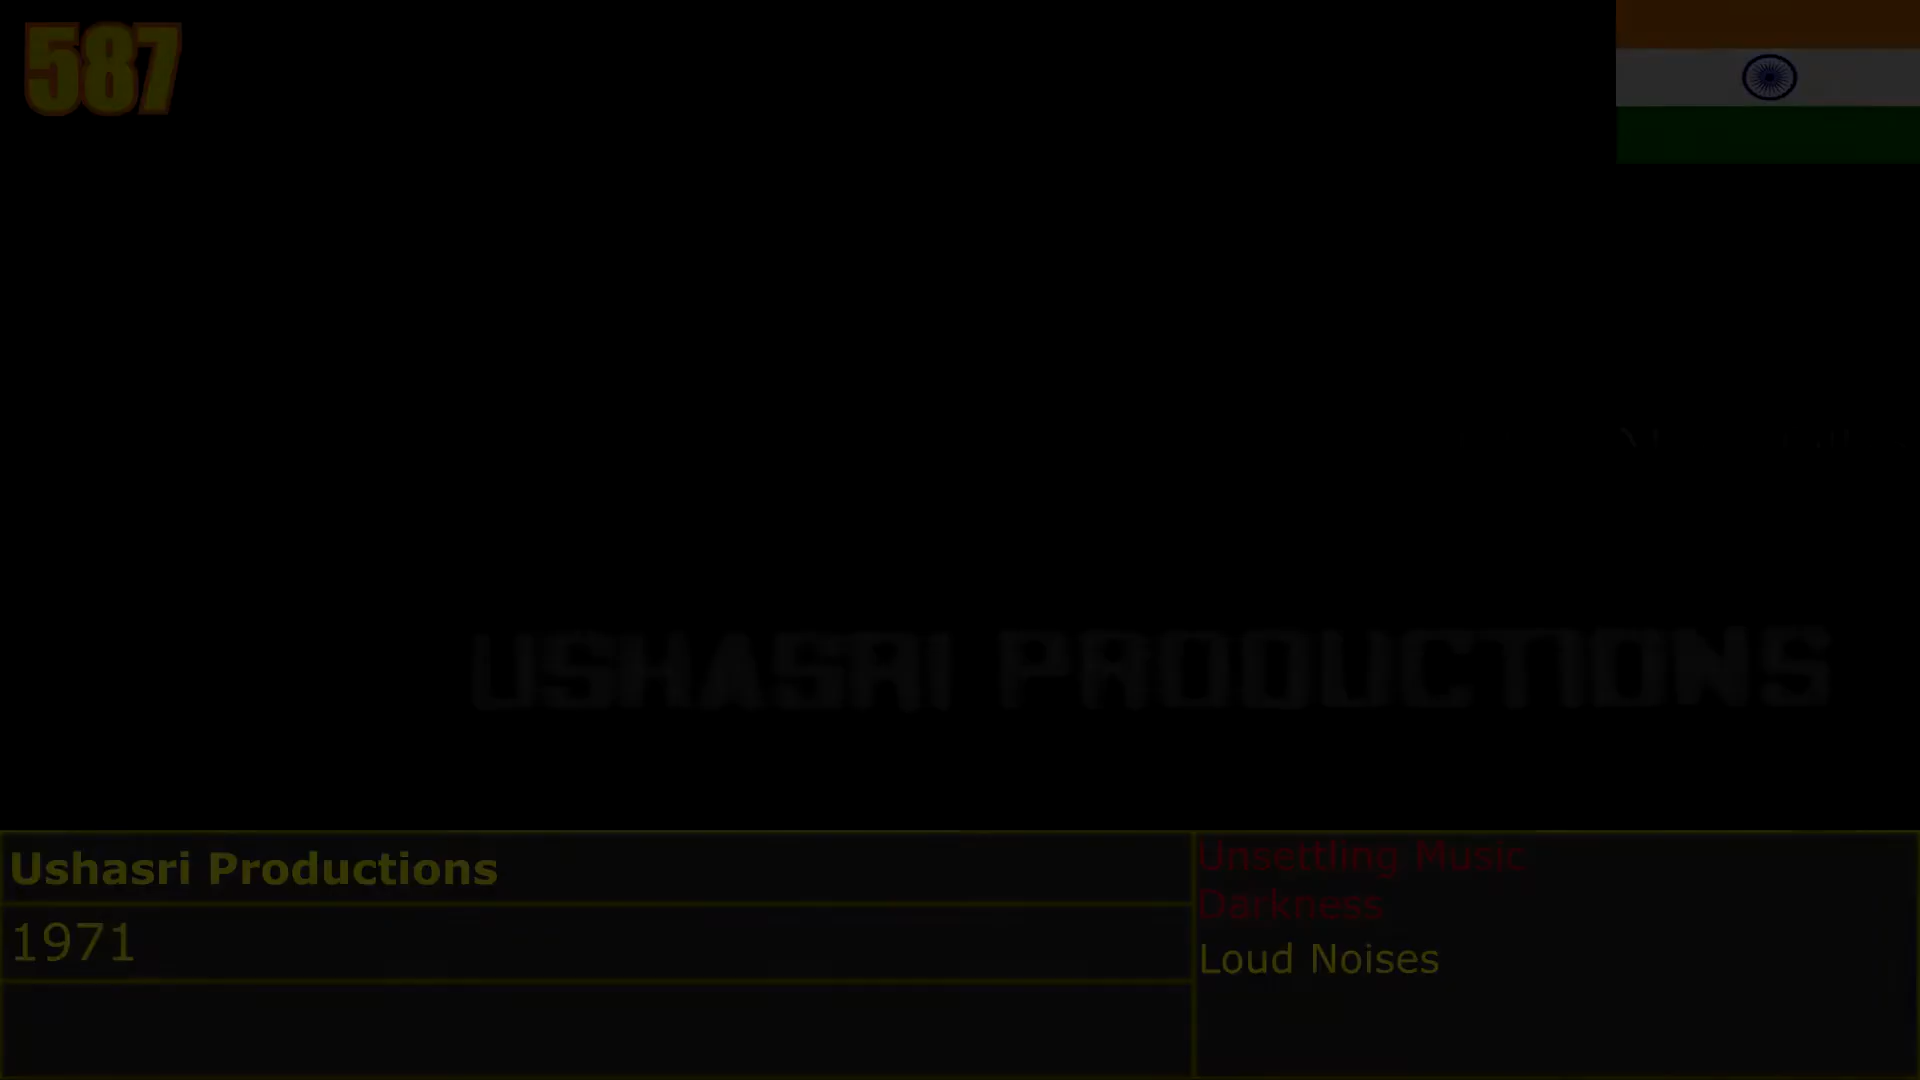 587
USHASRI PRODUCTIONS
Ushasri Productions
1971
Unsettling Music
Darkness
Loud Noises